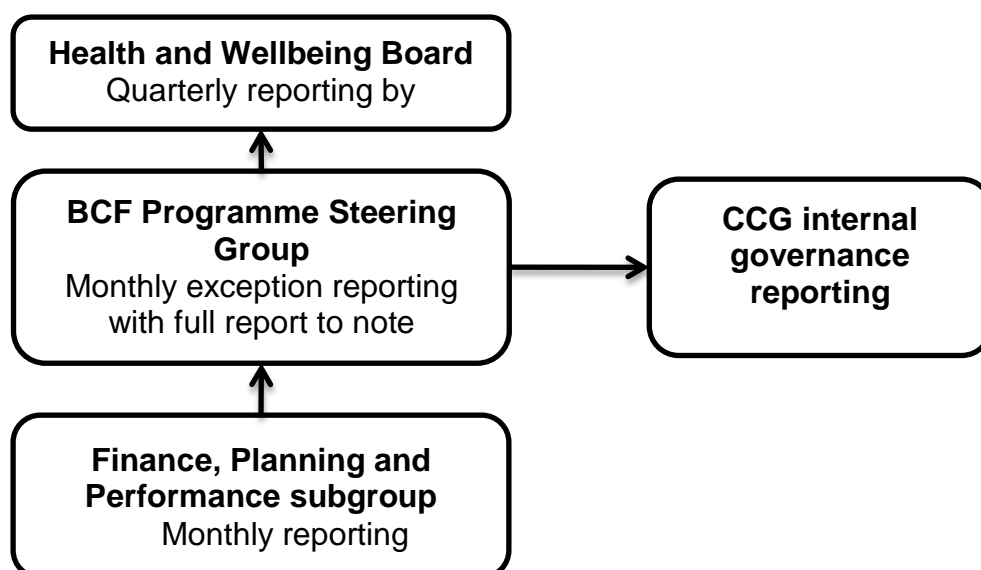 Health and Wellbeing Board
Quarterly reporting by
BCF Programme Steering
Group
Monthly exception reporting
with full report to note
CCG internal
governance
reporting
Finance, Planning and
Performance subgroup
Monthly reporting